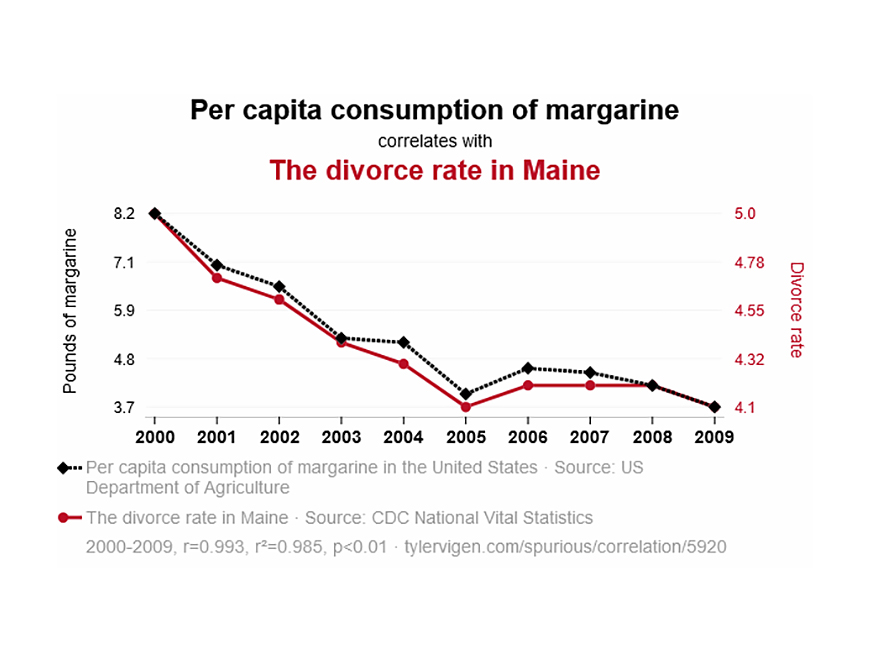 Per capita consumption of margarine
correlates with
The divorce rate in Maine
Pounds of margarine
8.2
7.1
5.9
4.8
3.7
5.0
4.78
4.55
4.32
4.1
Divorce rate
2000 2001 2002 2003 2004 2005 2006 2007 2008 2009
Per capita consumption of margarine in the United States · Source: US
Department of Agriculture
The divorce rate in Maine · Source: CDC National Vital Statistics
2000-2009, r=0.993, r²=0.985, p<0.01 · tylervigen.com/spurious/correlation/5920